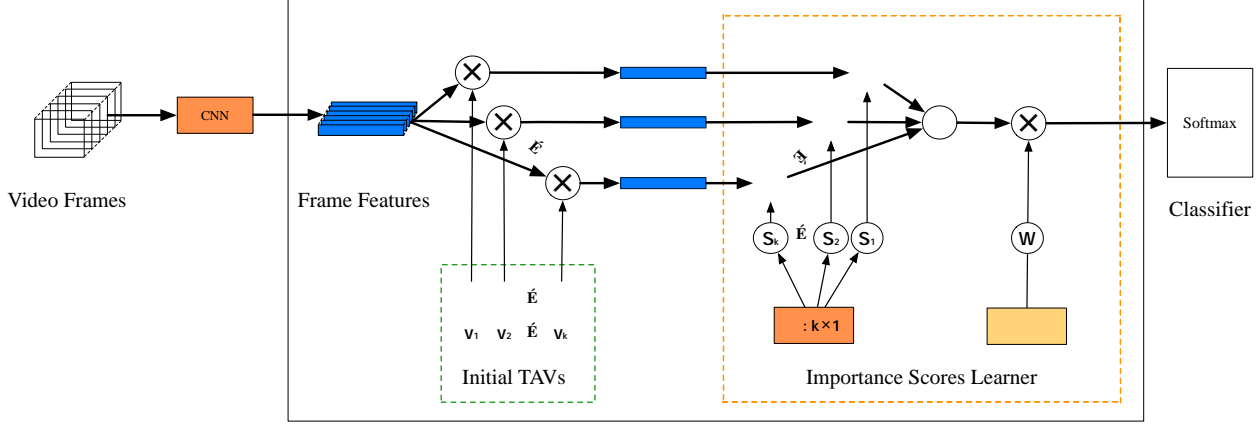 CNN
Softmax
É
É
Video Frames
Frame Features
Classifier
Sk
É
S2
S1
W
É
: k×1
V1
V2
É
Vk
Initial TAVs
Importance Scores Learner